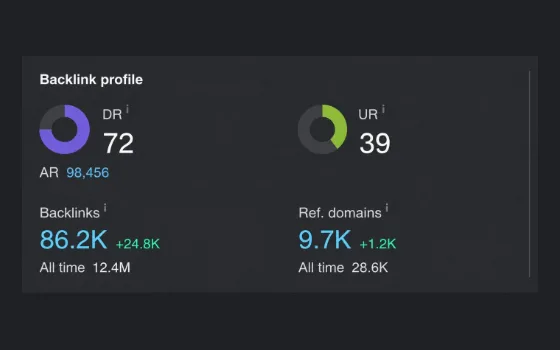 Backlink profile
DR i
72
UR i
39
AR 98,456
Backlinks i
86.2K +24.8K
All time 12.4M
Ref. domains i
9.7K +1.2K
All time 28.6K